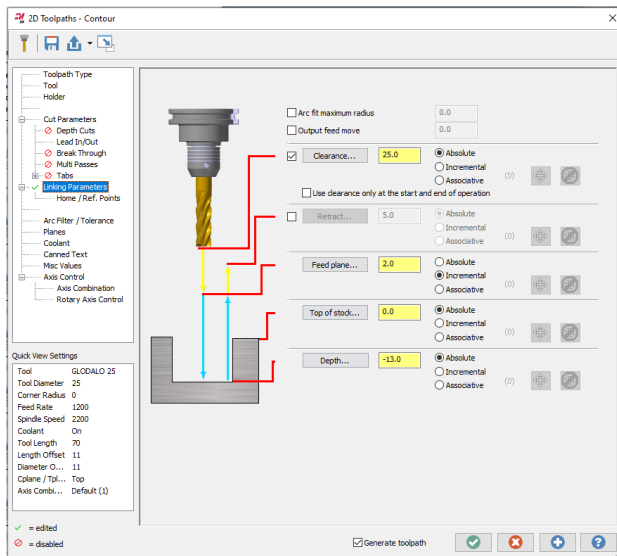 2D Toolpaths - Contour
Toolpath Type
Tool
Holder
Cut Parameters
Depth Cuts
Lead In/Out
Break Through
Multi Passes
Tabs
Linking Parameters
Home / Ref. Points
Arc Filter / Tolerance
Planes
Coolant
Canned Text
Misc Values
Axis Control
Axis Combination
Rotary Axis Control
Quick View Settings
Tool GLODALO 25
Tool Diameter 25
Corner Radius 0
Feed Rate 1200
Spindle Speed 2200
Coolant On
Tool Length 70
Length Offset 11
Diameter O... 11
Cplane / Tpl... Top
Axis Combi... Default (1)
= edited
= disabled
Arc fit maximum radius 0.0
Output feed move 0.0
Clearance... 25.0 Absolute
Incremental (0)
Associative
Use clearance only at the start and end of operation
Retract... 5.0 Absolute
Incremental (0)
Associative
Feed plane... 2.0 Absolute
Incremental (0)
Associative
Top of stock... 0.0 Absolute
Incremental (0)
Associative
Depth... -13.0 Absolute
Incremental (0)
Associative
Generate toolpath